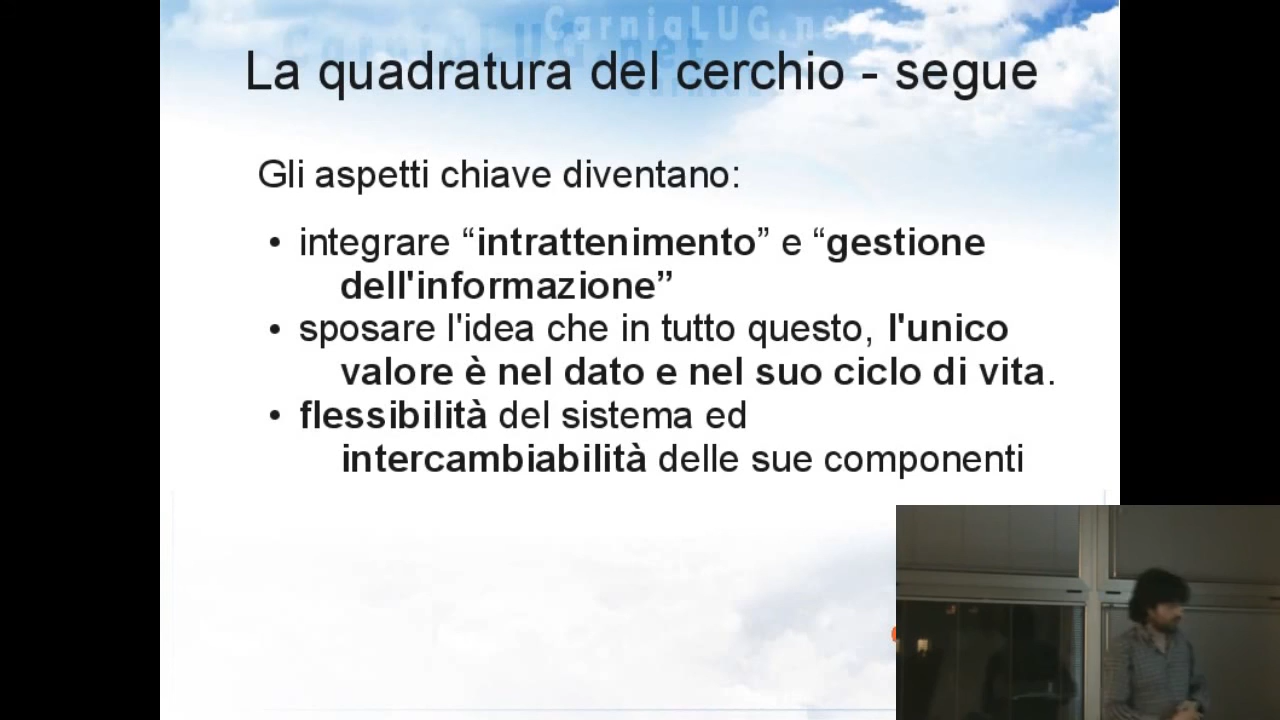 CarniaLUG.net
CarniaLUG.net
La quadratura del cerchio - segue
Gli aspetti chiave diventano:
• integrare “intrattenimento” e “gestione
dell'informazione”
• sposare l'idea che in tutto questo, l'unico
valore è nel dato e nel suo ciclo di vita.
• flessibilità del sistema ed
intercambiabilità delle sue componenti